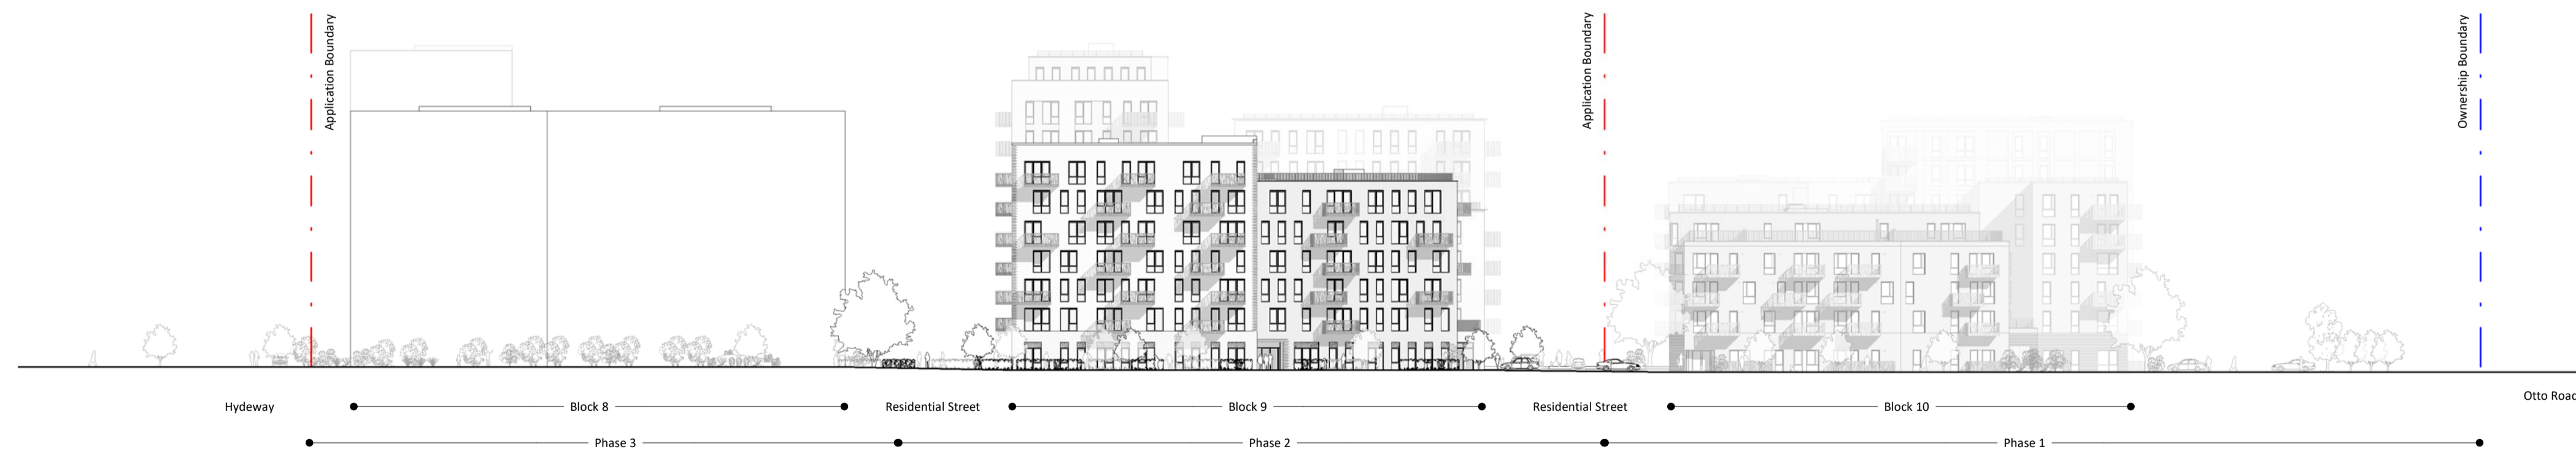 Application Boundary
Application Boundary
Ownership Boundary
Hydeway
Block 8
Residential Street
Block 9
Residential Street
Block 10
Otto Road
Phase 3
Phase 2
Phase 1